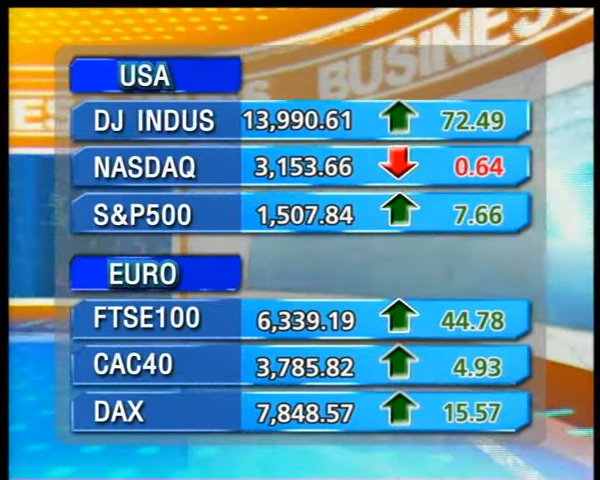 BUSINESS
USA
DJ INDUS 13,990.61 72.49
NASDAQ 3,153.66 0.64
S&P500 1,507.84 7.66
EURO
FTSE100 6,339.19 44.78
CAC40 3,785.82 4.93
DAX 7,848.57 15.57